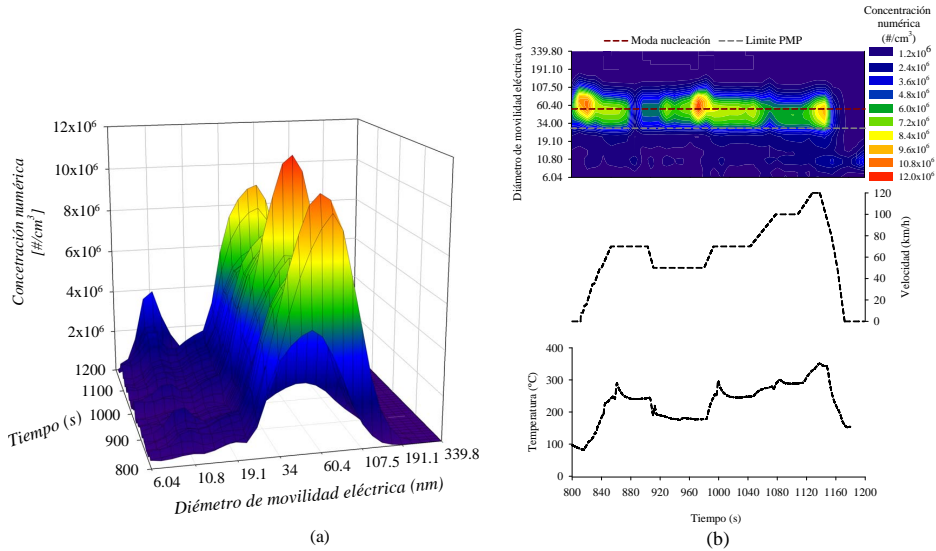 12x10⁶
10x10⁶
8x10⁶
6x10⁶
4x10⁶
2x10⁶
Concetración numérica
[#/cm³]
1200
1100
1000
900
800
Tiempo (s)
6.04
10.8
19.1
34
60.4
107.5
191.1
339.8
Diémetro de movilidad eléctrica (nm)
(a)
Concentración
numérica
(#/cm³)
Moda nucleación
Limite PMP
339.80
191.10
107.50
60.40
34.00
19.10
10.80
6.04
Diámetro de movilidad eléctrica (nm)
1.2x10⁶
2.4x10⁶
3.6x10⁶
4.8x10⁶
6.0x10⁶
7.2x10⁶
8.4x10⁶
9.6x10⁶
10.8x10⁶
12.0x10⁶
120
100
80
60
40
20
0
Velocidad (km/h)
400
300
200
100
0
Temperatura (ºC)
800
840
880
920
960
1000
1040
1080
1120
1160
1200
Tiempo (s)
(b)